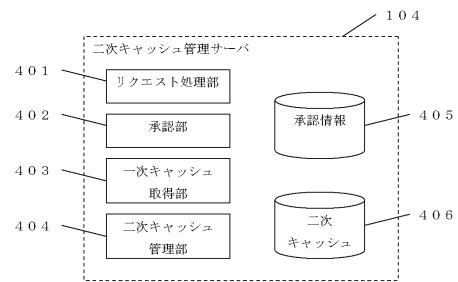 １０４
二次キャッシュ管理サーバ
４０１
リクエスト処理部
４０２
承認部
４０３
一次キャッシュ
取得部
４０４
二次キャッシュ
管理部
承認情報
４０５
二次
キャッシュ
４０６